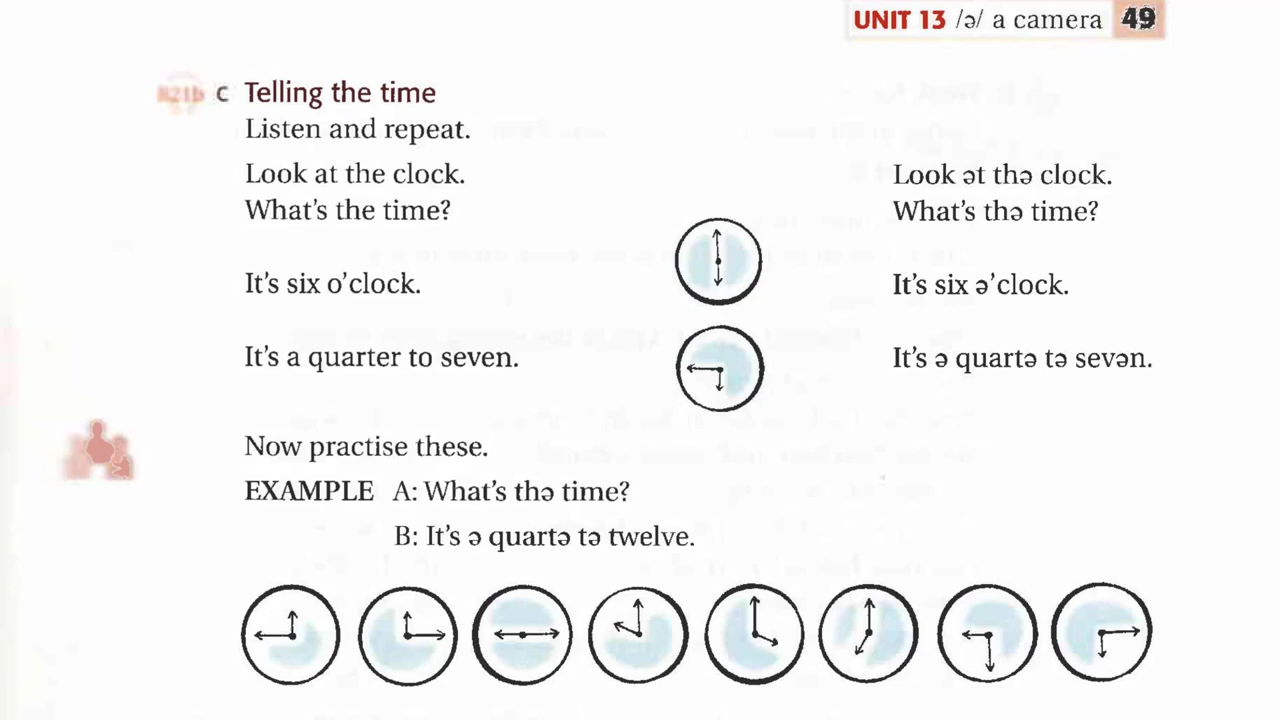 UNIT 13 /ə/ a camera 49
821b C Telling the time
Listen and repeat.
Look at the clock.
What's the time?
It's six o'clock.
It's a quarter to seven.
Look ət thə clock.
What's thə time?
It's six ə'clock.
It's ə quartə tə sevən.
Now practise these.
EXAMPLE A: What's thə time?
B: It's ə quartə tə twelve.